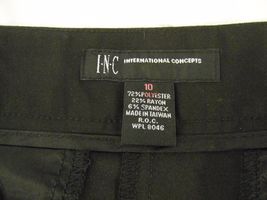 I·N·C INTERNATIONAL CONCEPTS
10
72% POLYESTER
22% RAYON
6% SPANDEX
MADE IN TAIWAN
R.O.C.
WPL 8046